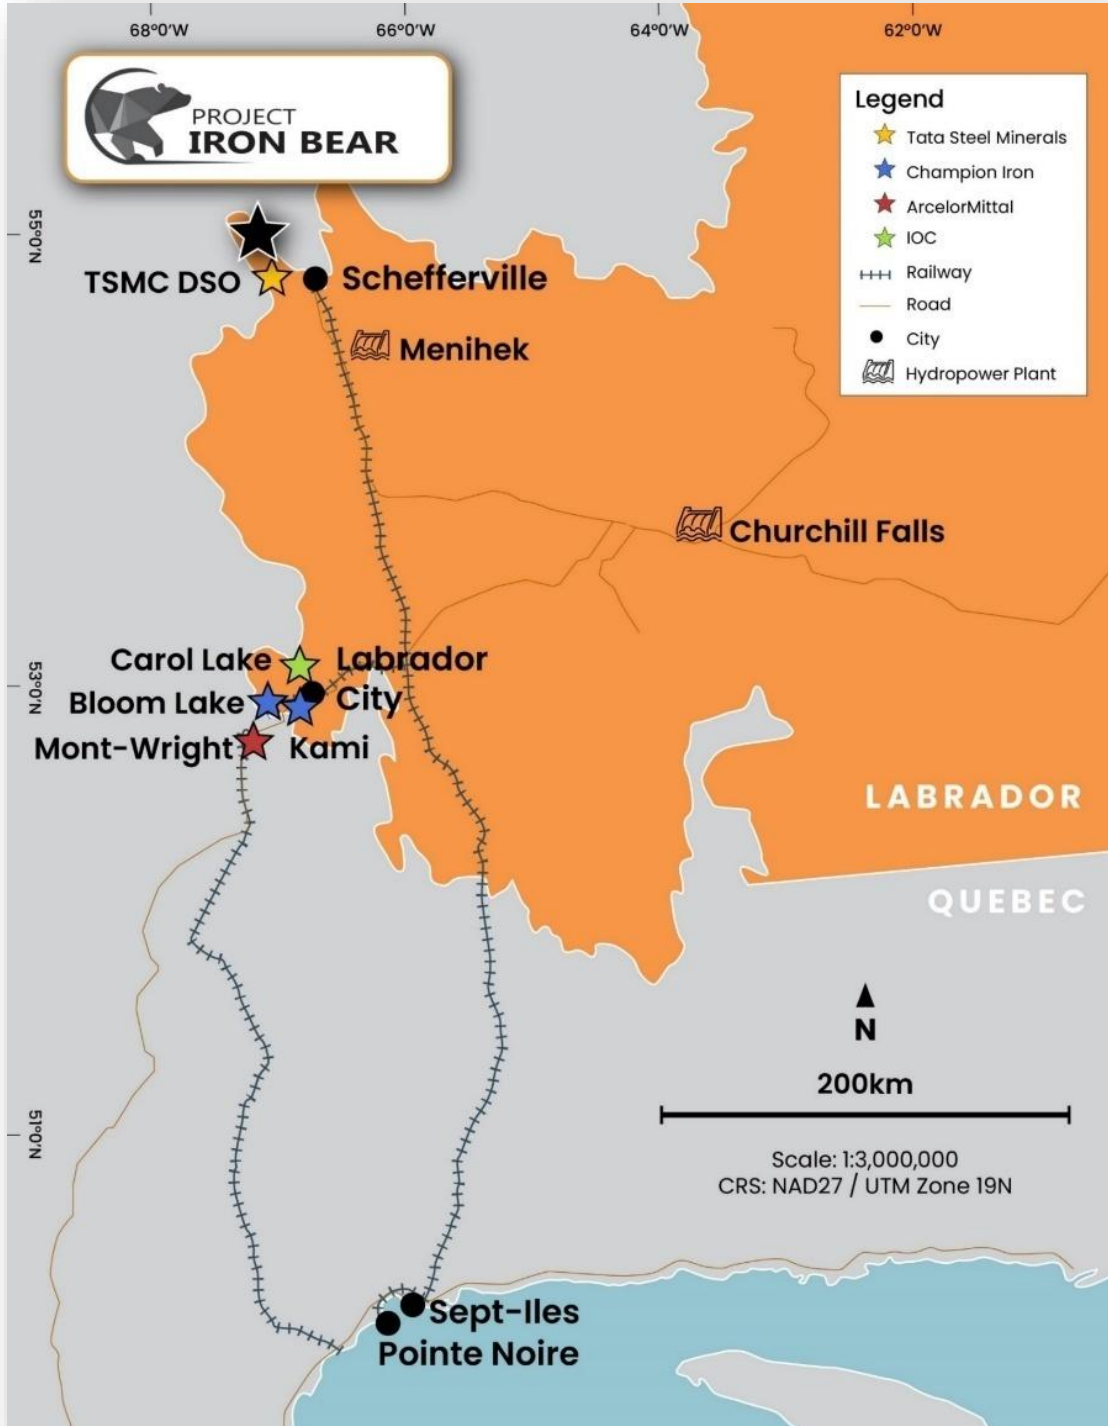 68°0'W
66°0'W
64°0'W
62°0'W
PROJECT
IRON BEAR
Legend
Tata Steel Minerals
Champion Iron
ArcelorMittal
IOC
Railway
Road
City
Hydropower Plant
55°0'N
TSMC DSO
Schefferville
Menihek
Churchill Falls
53°0'N
Carol Lake
Labrador
City
Bloom Lake
Mont-Wright
Kami
LABRADOR
QUEBEC
N
200km
51°0'N
Scale: 1:3,000,000
CRS: NAD27 / UTM Zone 19N
Sept-Iles
Pointe Noire